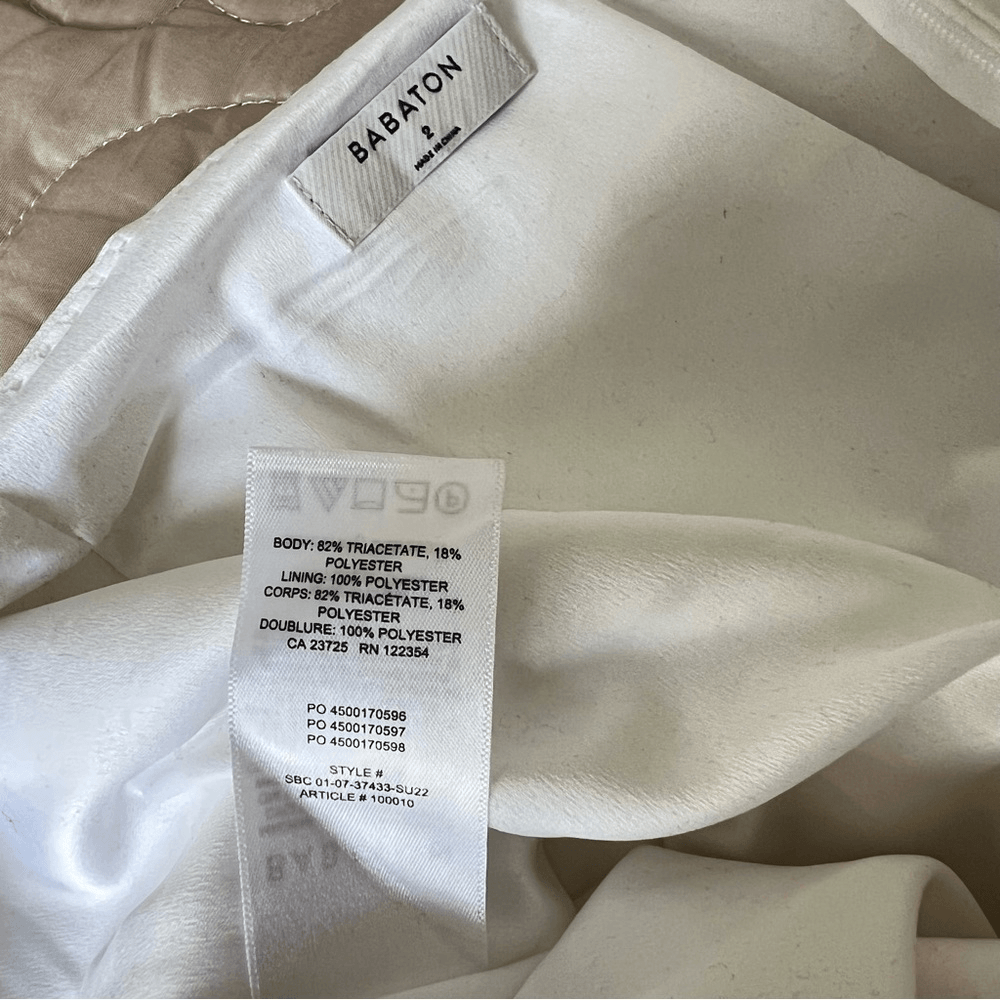 BABATON
2
MADE IN CHINA
BODY: 82% TRIACETATE, 18%
POLYESTER
LINING: 100% POLYESTER
CORPS: 82% TRIACÉTATE, 18%
POLYESTER
DOUBLURE: 100% POLYESTER
CA 23725 RN 122354
PO 4500170596
PO 4500170597
PO 4500170598
STYLE #
SBC 01-07-37433-SU22
ARTICLE # 100010